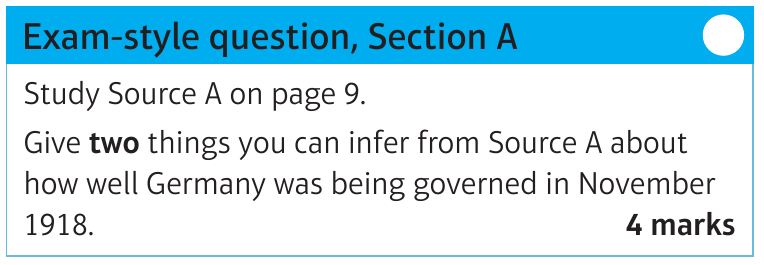 Exam-style question, Section A
Study Source A on page 9.
Give two things you can infer from Source A about
how well Germany was being governed in November
1918. 4 marks